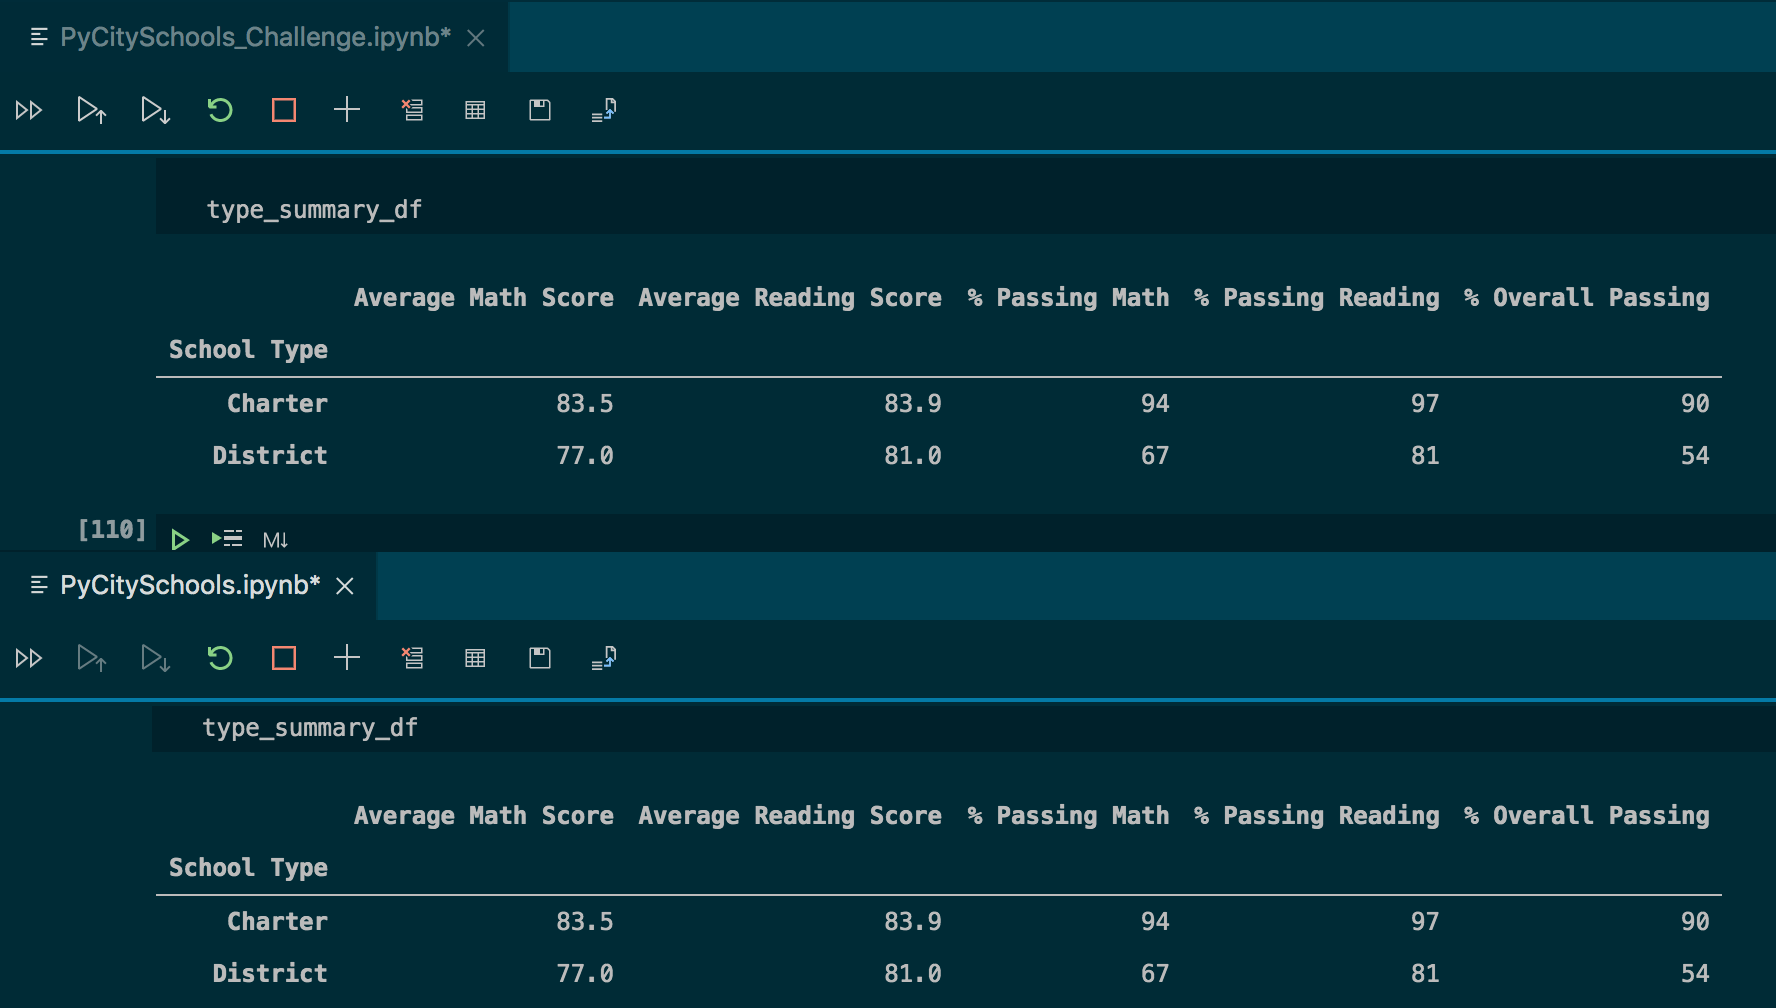 PyCitySchools_Challenge.ipynb*
type_summary_df
Average Math Score Average Reading Score % Passing Math % Passing Reading % Overall Passing
School Type
Charter 83.5 83.9 94 97 90
District 77.0 81.0 67 81 54
[110] M↓
PyCitySchools.ipynb*
type_summary_df
Average Math Score Average Reading Score % Passing Math % Passing Reading % Overall Passing
School Type
Charter 83.5 83.9 94 97 90
District 77.0 81.0 67 81 54